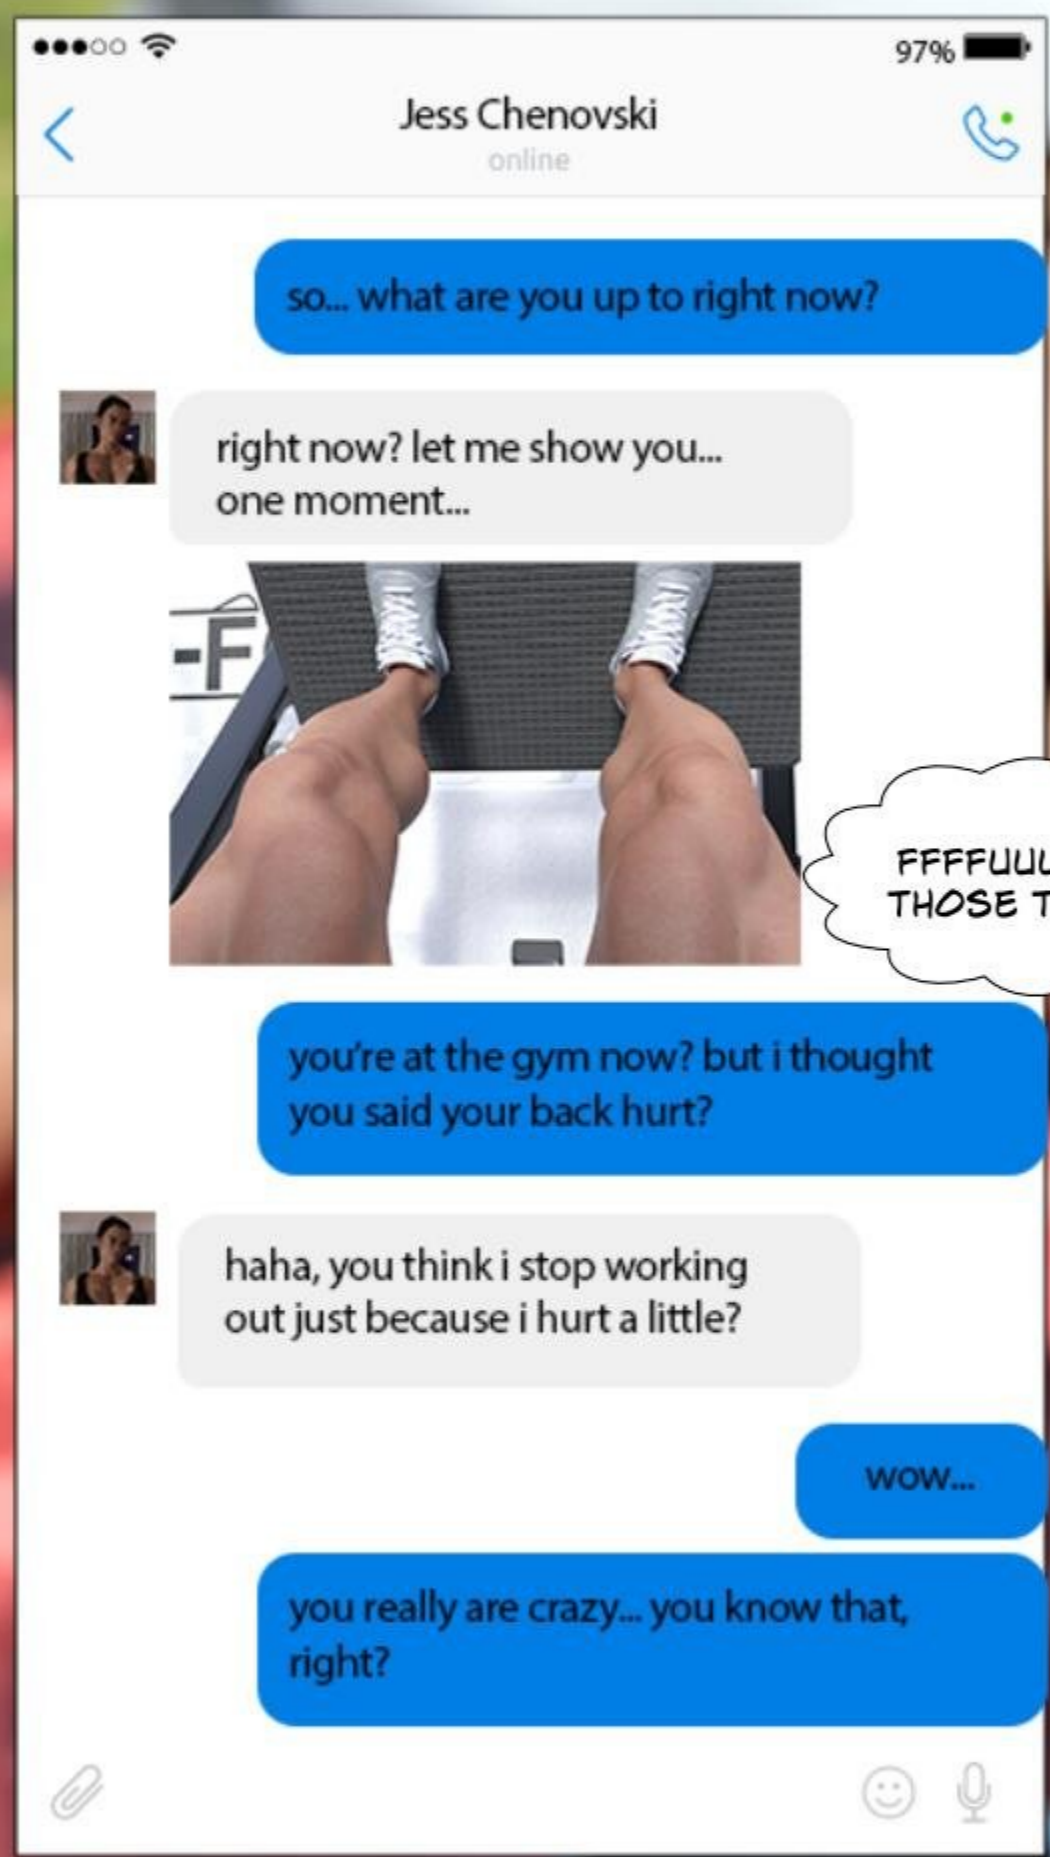 97%
Jess Chenovski
online
so... what are you up to right now?
right now? let me show you...
one moment...
-F
FFFFUUU
THOSE T
you're at the gym now? but i thought
you said your back hurt?
haha, you think i stop working
out just because i hurt a little?
wow...
you really are crazy... you know that,
right?